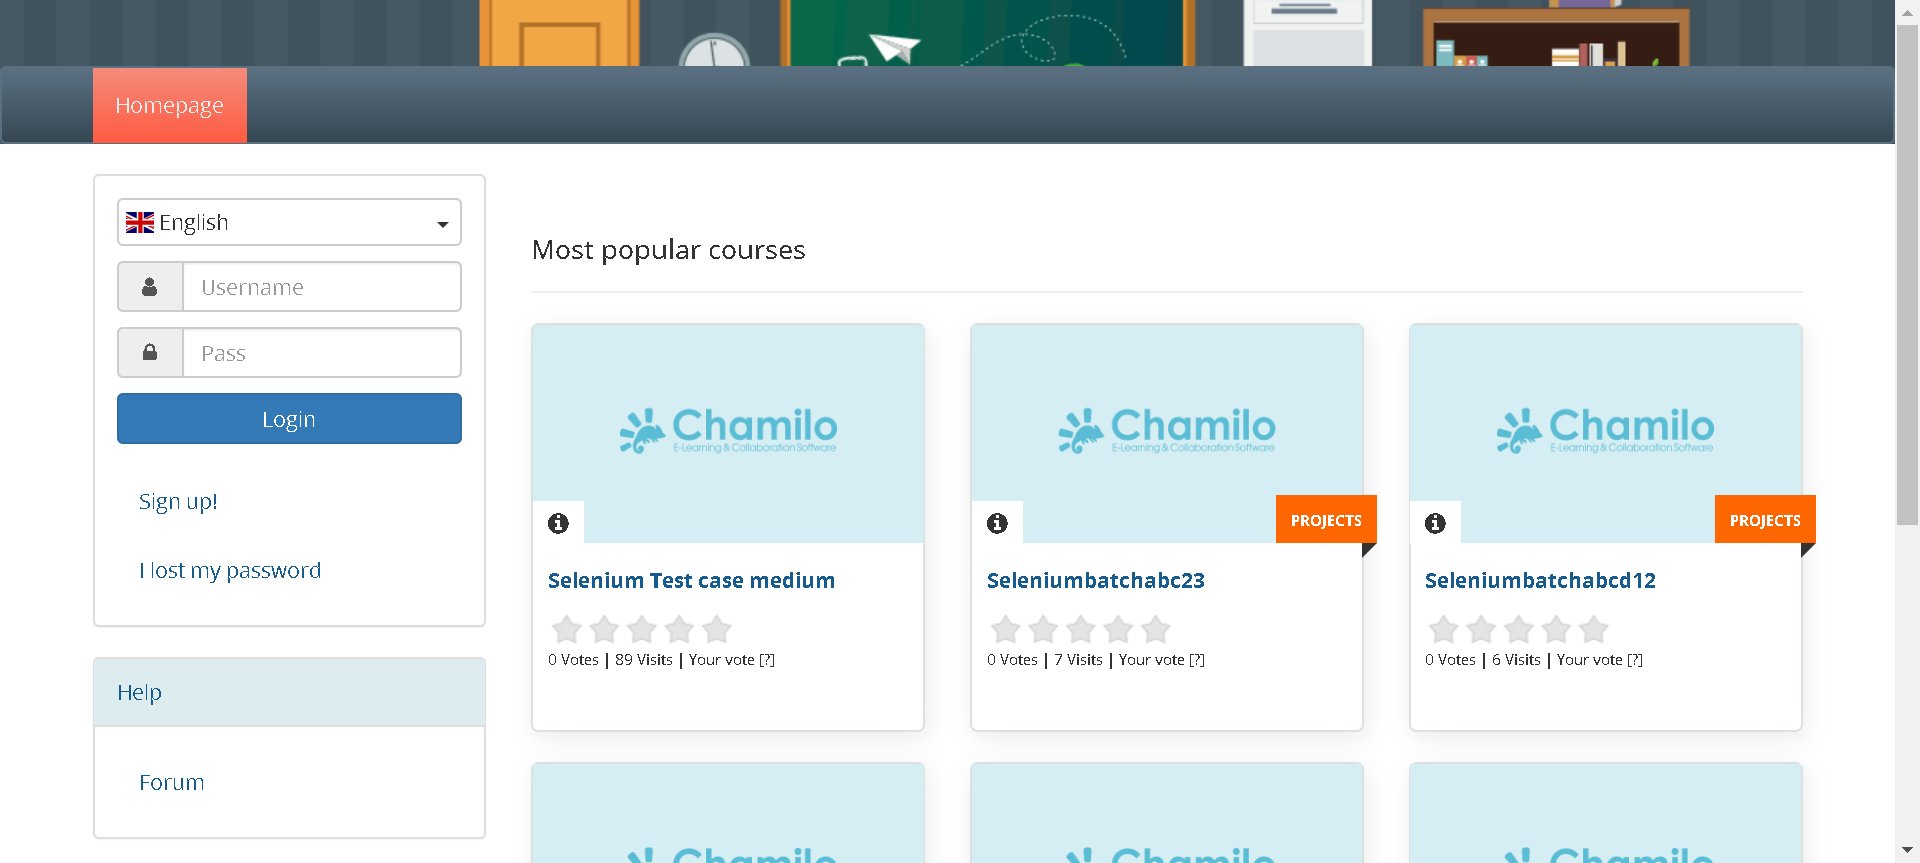 Homepage
English
Username
Pass
Login
Sign up!
I lost my password
Help
Forum
Most popular courses
Chamilo
E-Learning & Collaboration Software
Selenium Test case medium
0 Votes | 89 Visits | Your vote [?]
Chamilo
E-Learning & Collaboration Software
PROJECTS
Seleniumbatchabc23
0 Votes | 7 Visits | Your vote [?]
Chamilo
E-Learning & Collaboration Software
PROJECTS
Seleniumbatchabcd12
0 Votes | 6 Visits | Your vote [?]
Chamilo
Chamilo
Chamilo